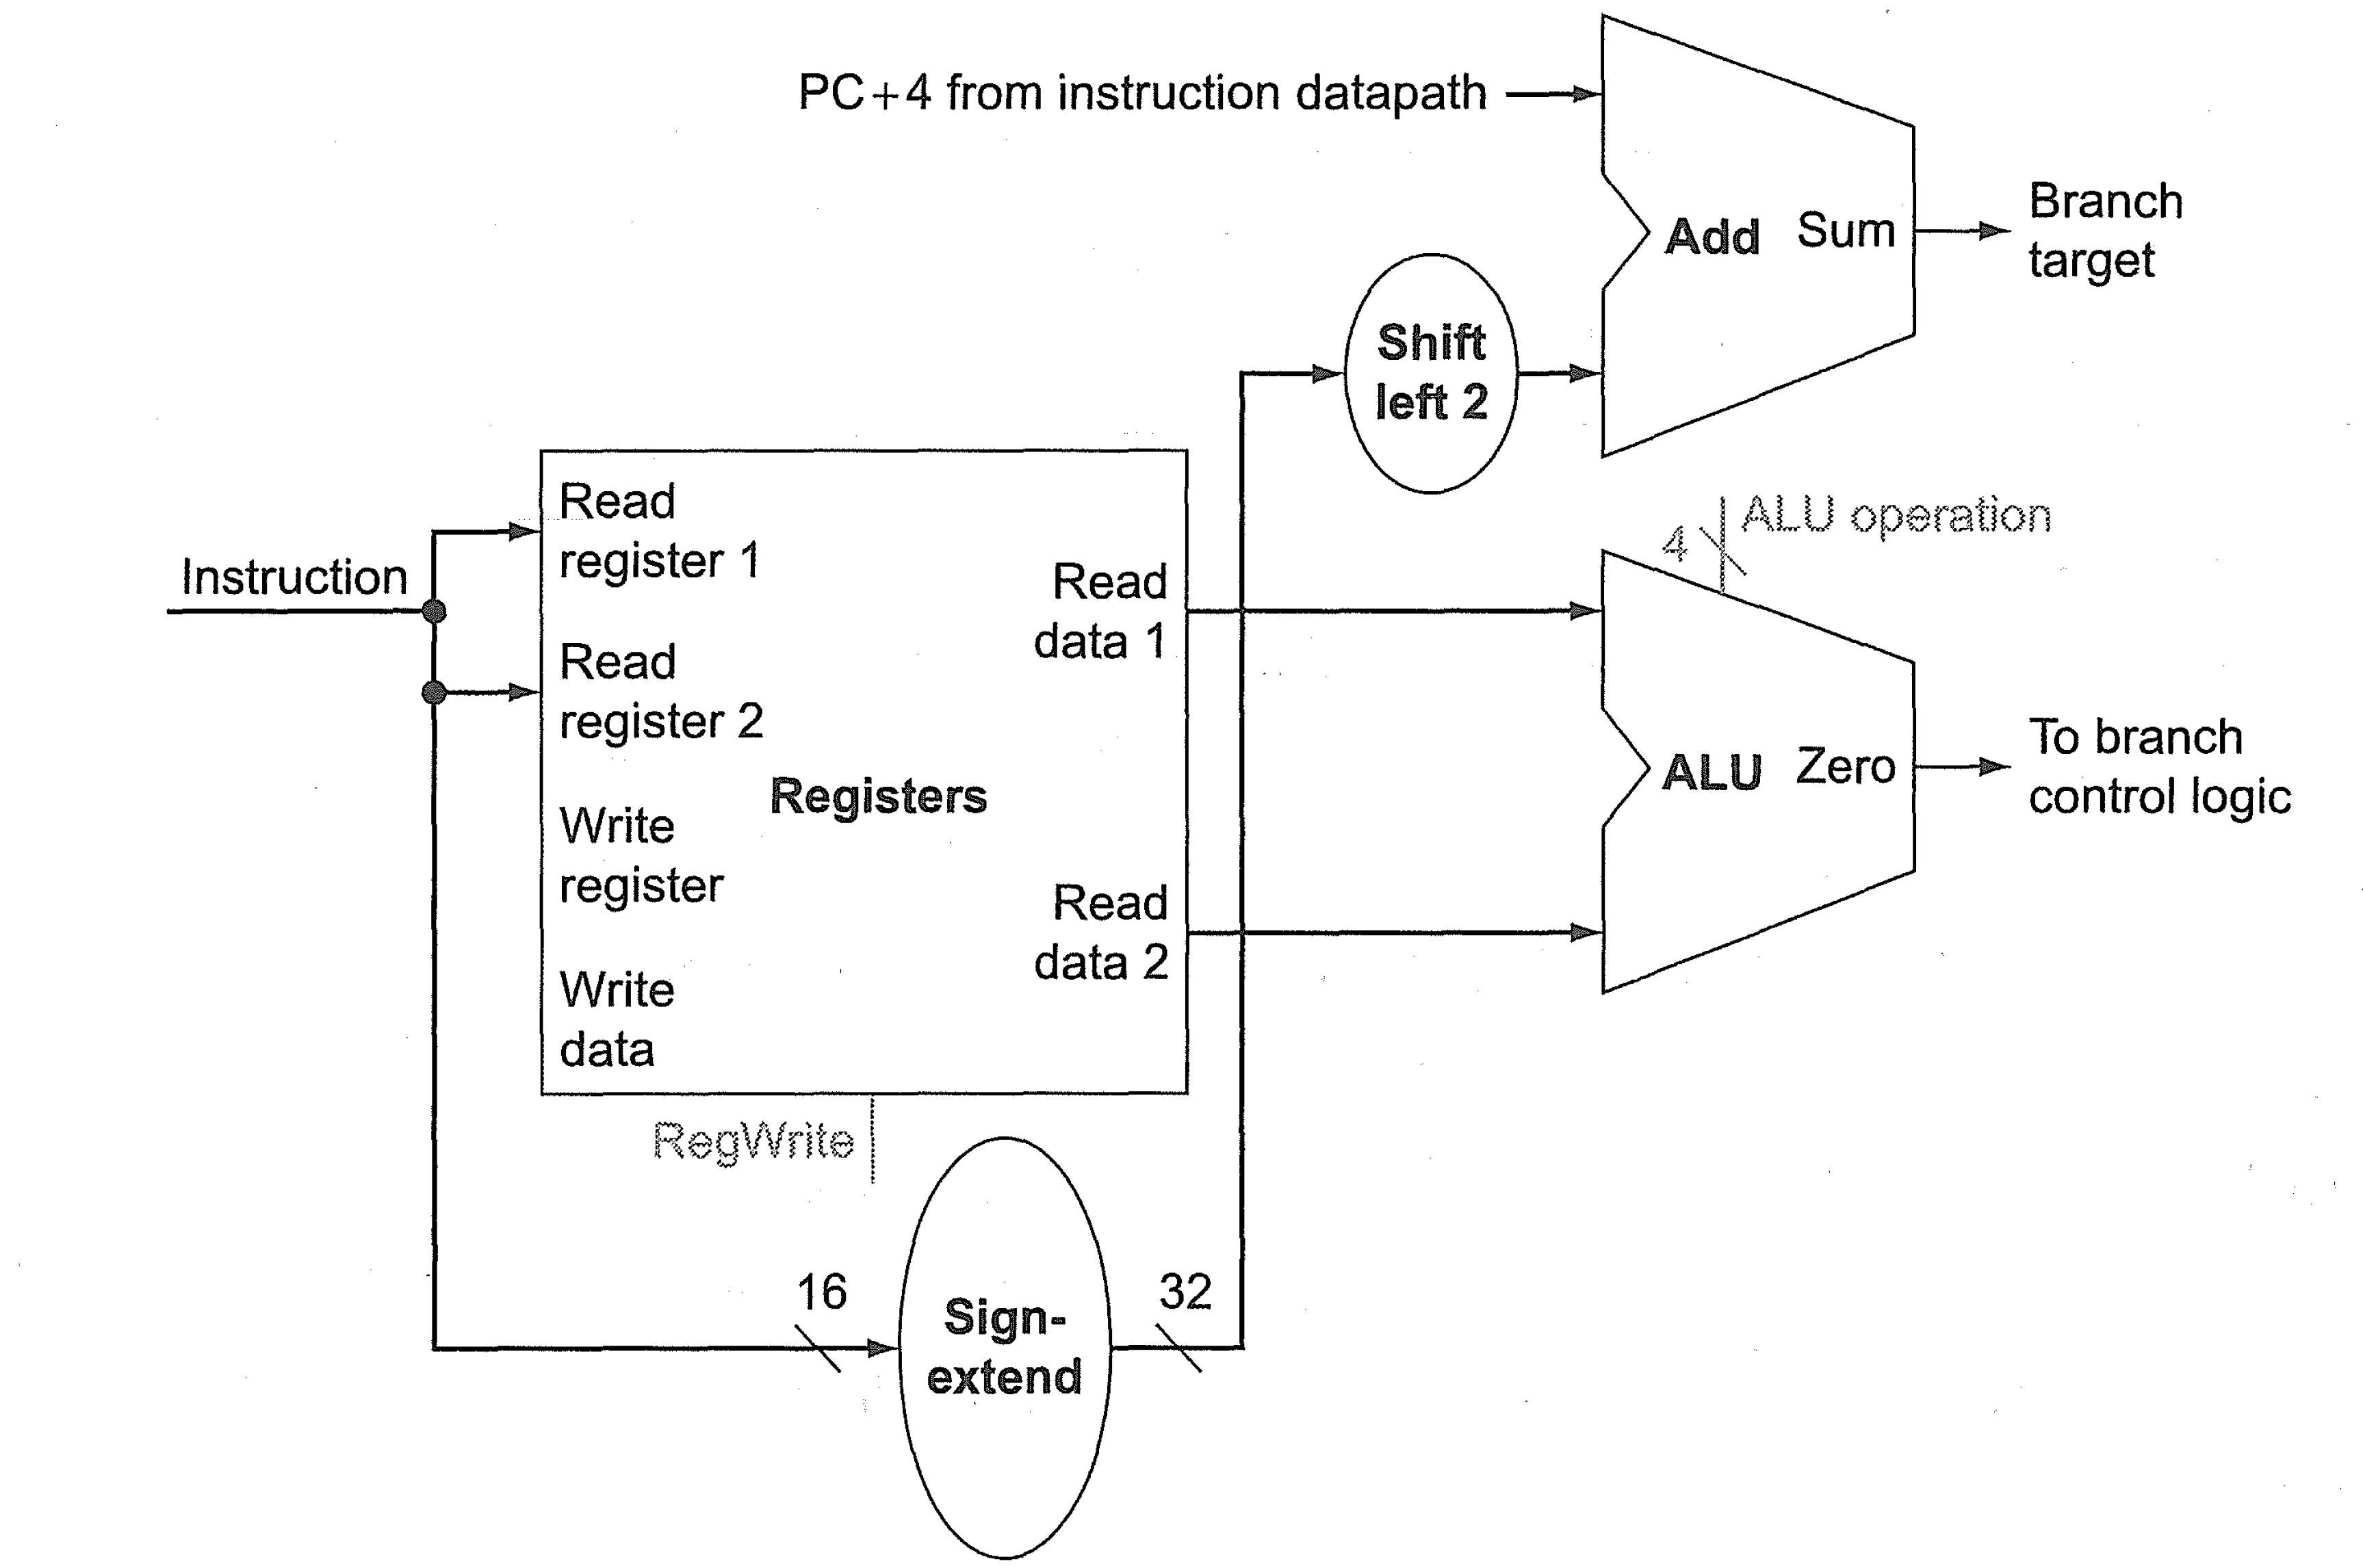 PC+4 from instruction datapath
Add Sum
Branch
target
Shift
left 2
4
ALU operation
Instruction
Read
register 1
Read
register 2
Write
register
Write
data
Registers
Read
data 1
Read
data 2
ALU Zero
To branch
control logic
RegWrite
16
Sign-
extend
32